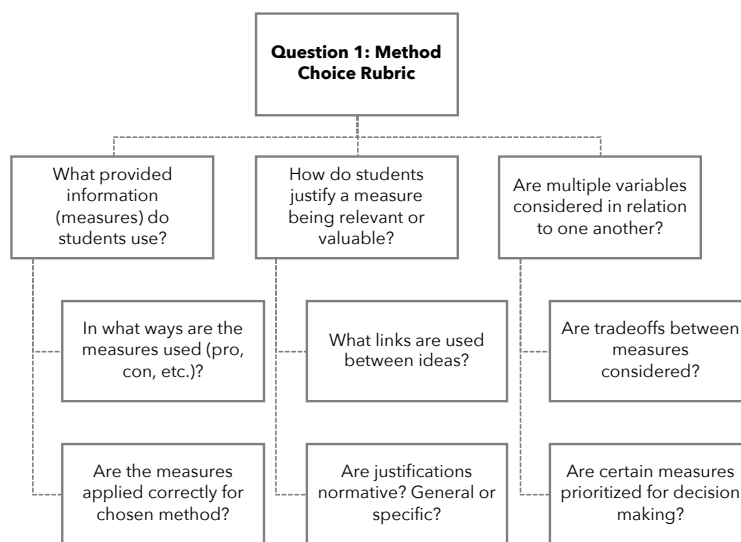 Question 1: Method
Choice Rubric
What provided
information
(measures) do
students use?
How do students
justify a measure
being relevant or
valuable?
Are multiple variables
considered in relation
to one another?
In what ways are the
measures used (pro,
con, etc.)?
What links are used
between ideas?
Are tradeoffs between
measures
considered?
Are the measures
applied correctly for
chosen method?
Are justifications
normative? General or
specific?
Are certain measures
prioritized for decision
making?